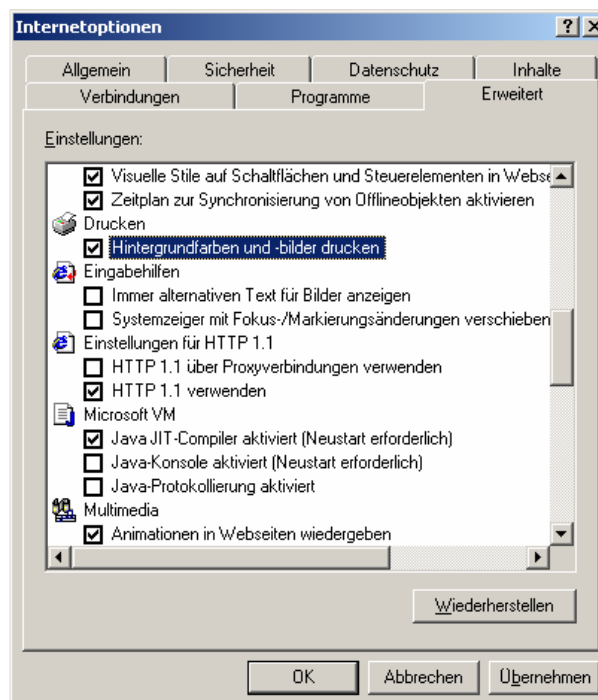 Internetoptionen
Allgemein Sicherheit Datenschutz Inhalte
Verbindungen Programme Erweitert
Einstellungen:
Visuelle Stile auf Schaltflächen und Steuerelementen in Webse
Zeitplan zur Synchronisierung von Offlineobjekten aktivieren
Drucken
Hintergrundfarben und -bilder drucken
Eingabehilfen
Immer alternativen Text für Bilder anzeigen
Systemzeiger mit Fokus-/Markierungsänderungen verschieben
Einstellungen für HTTP 1.1
HTTP 1.1 über Proxyverbindungen verwenden
HTTP 1.1 verwenden
Microsoft VM
Java JIT-Compiler aktiviert (Neustart erforderlich)
Java-Konsole aktiviert (Neustart erforderlich)
Java-Protokollierung aktiviert
Multimedia
Animationen in Webseiten wiedergeben
Wiederherstellen
OK Abbrechen Übernehmen